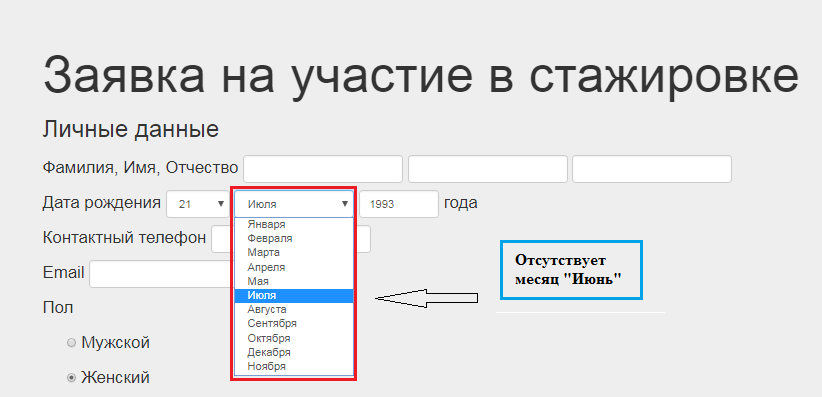 Заявка на участие в стажировке
Личные данные
Фамилия, Имя, Отчество
Дата рождения 21 Июля 1993 года
Января
Февраля
Марта
Апреля
Мая
Июля
Августа
Сентября
Октября
Декабря
Ноября
Контактный телефон
Email
Пол
Мужской
Женский
Отсутствует
месяц "Июнь"